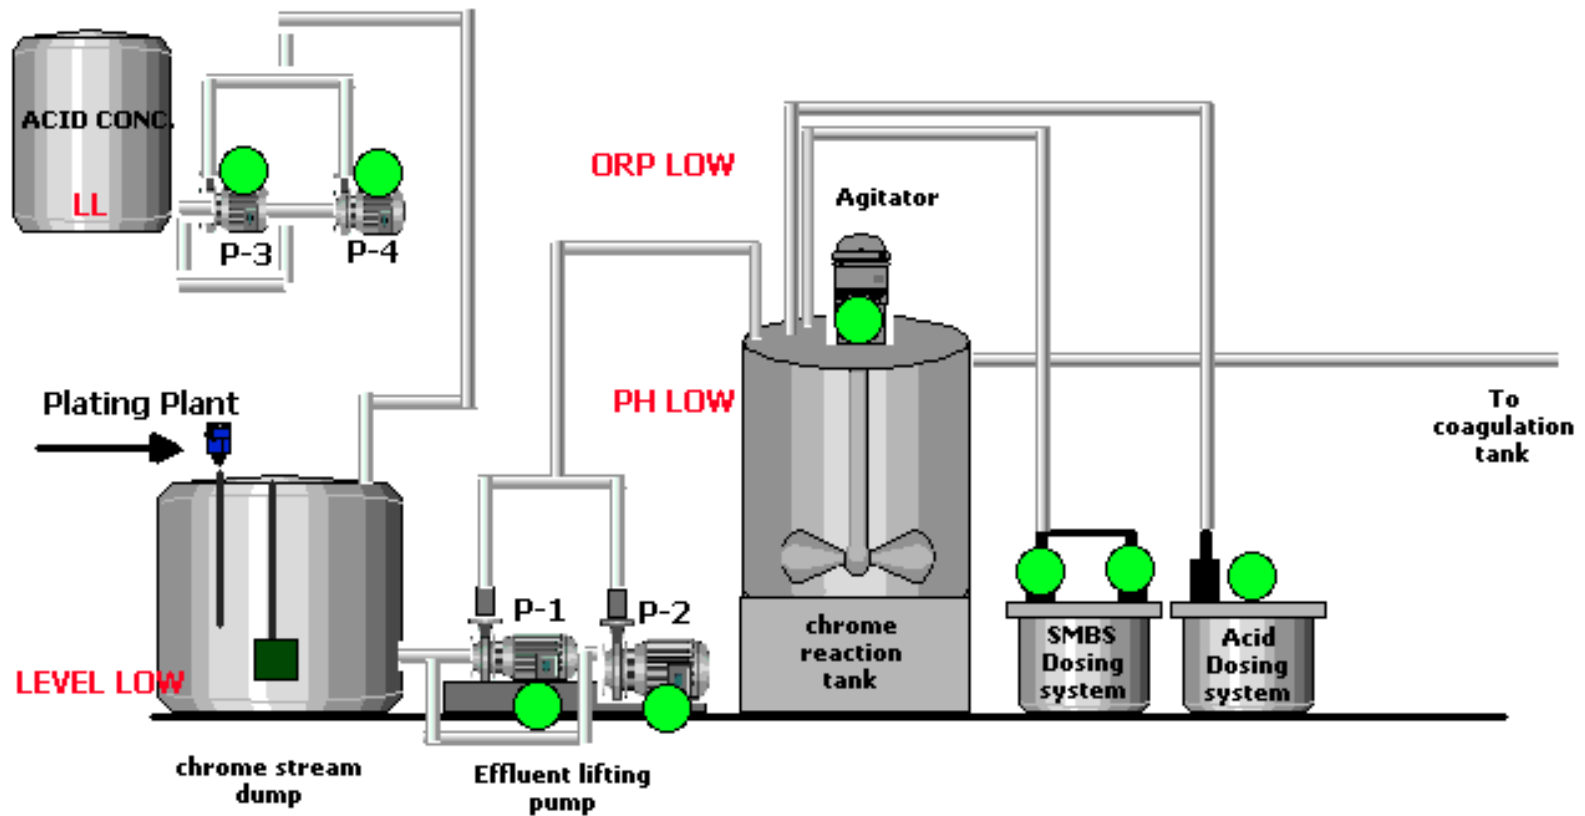 ACID CONC.
LL
P-3
P-4
ORP LOW
Agitator
Plating Plant
PH LOW
To
coagulation
tank
P-1
P-2
chrome
reaction
tank
SMBS
Dosing
system
Acid
Dosing
system
LEVEL LOW
chrome stream
dump
Effluent lifting
pump